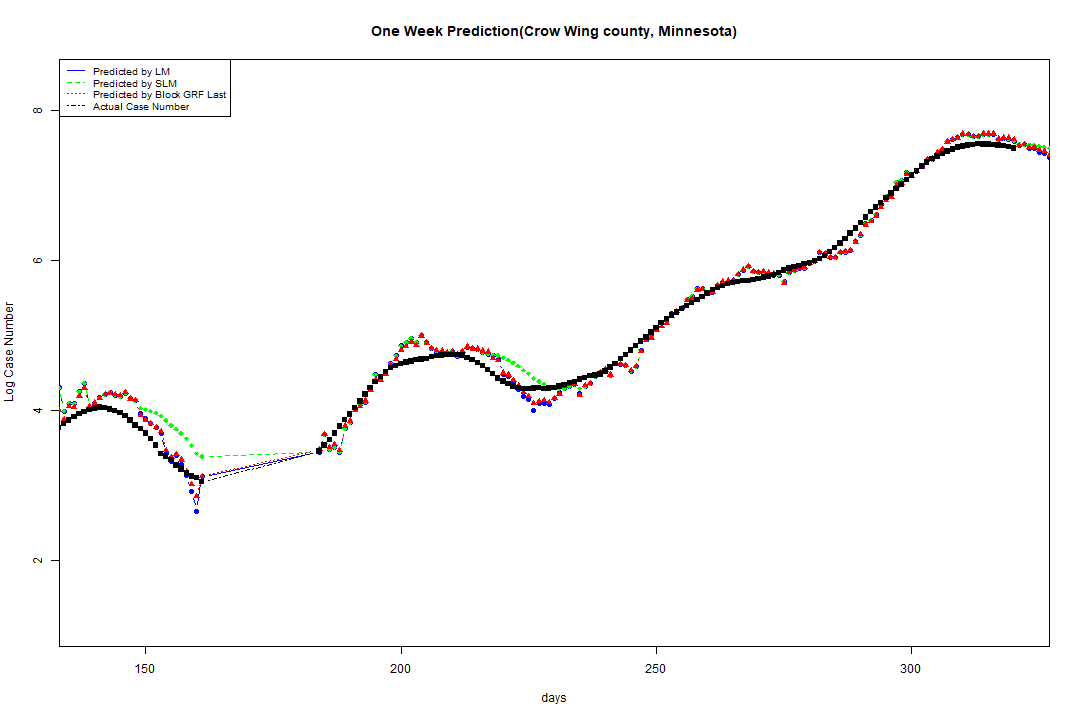 One Week Prediction(Crow Wing county, Minnesota)
Predicted by LM
Predicted by SLM
Predicted by Block GRF Last
Actual Case Number
8
6
4
2
Log Case Number
150 200 250 300
days